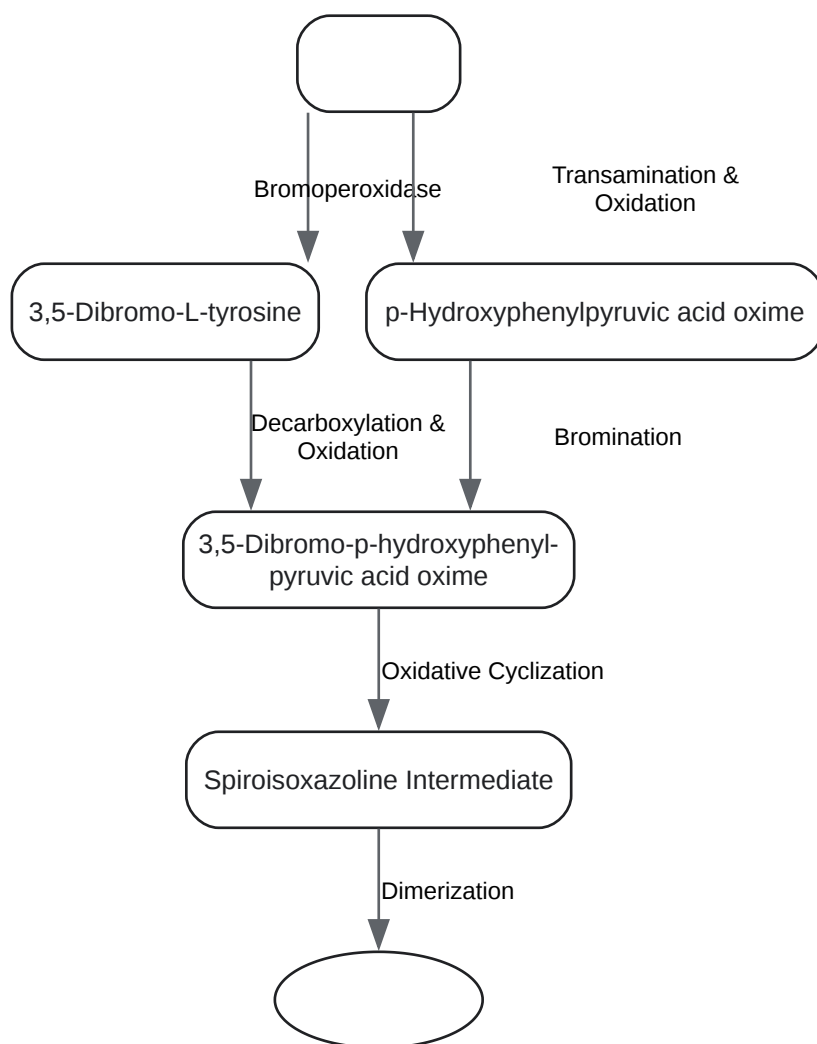 Bromoperoxidase
Transamination &
Oxidation
3,5-Dibromo-L-tyrosine
p-Hydroxyphenylpyruvic acid oxime
Decarboxylation &
Oxidation
Bromination
3,5-Dibromo-p-hydroxyphenyl-
pyruvic acid oxime
Oxidative Cyclization
Spiroisoxazoline Intermediate
Dimerization